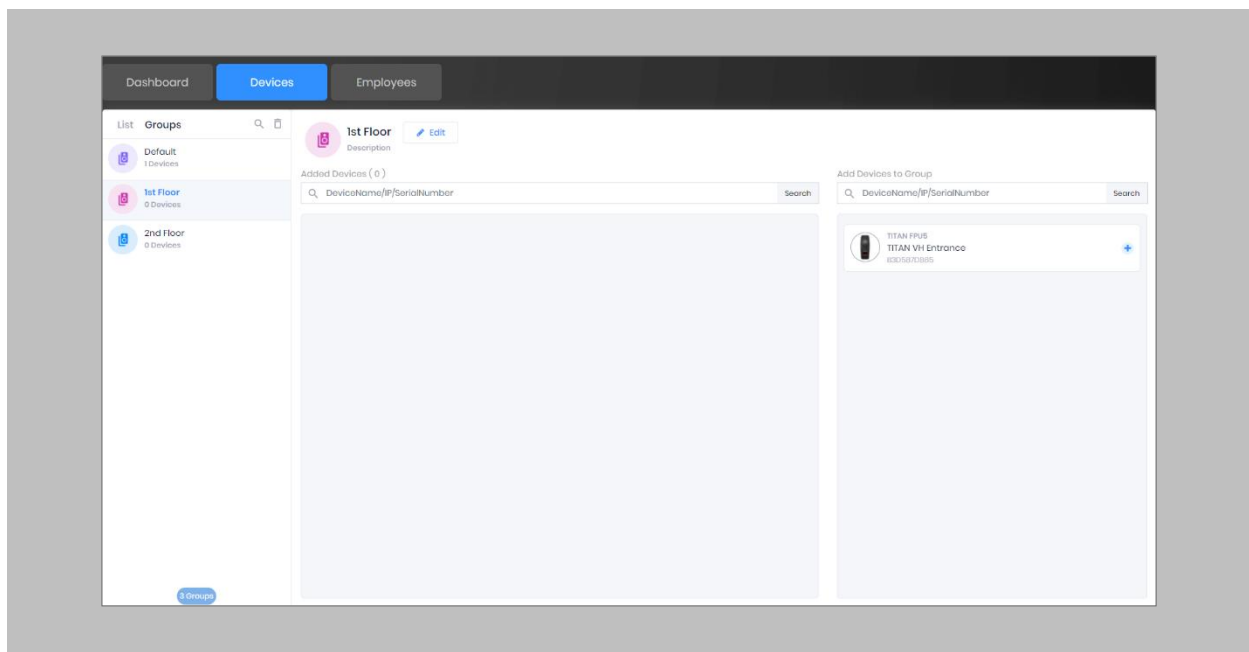 Dashboard
Devices
Employees
List Groups
Default
1 Devices
1st Floor
0 Devices
2nd Floor
0 Devices
3 Groups
1st Floor
Edit
Description
Added Devices ( 0 )
DeviceName/IP/SerialNumber
Search
Add Devices to Group
DeviceName/IP/SerialNumber
Search
TITAN FPU5
TITAN VH Entrance